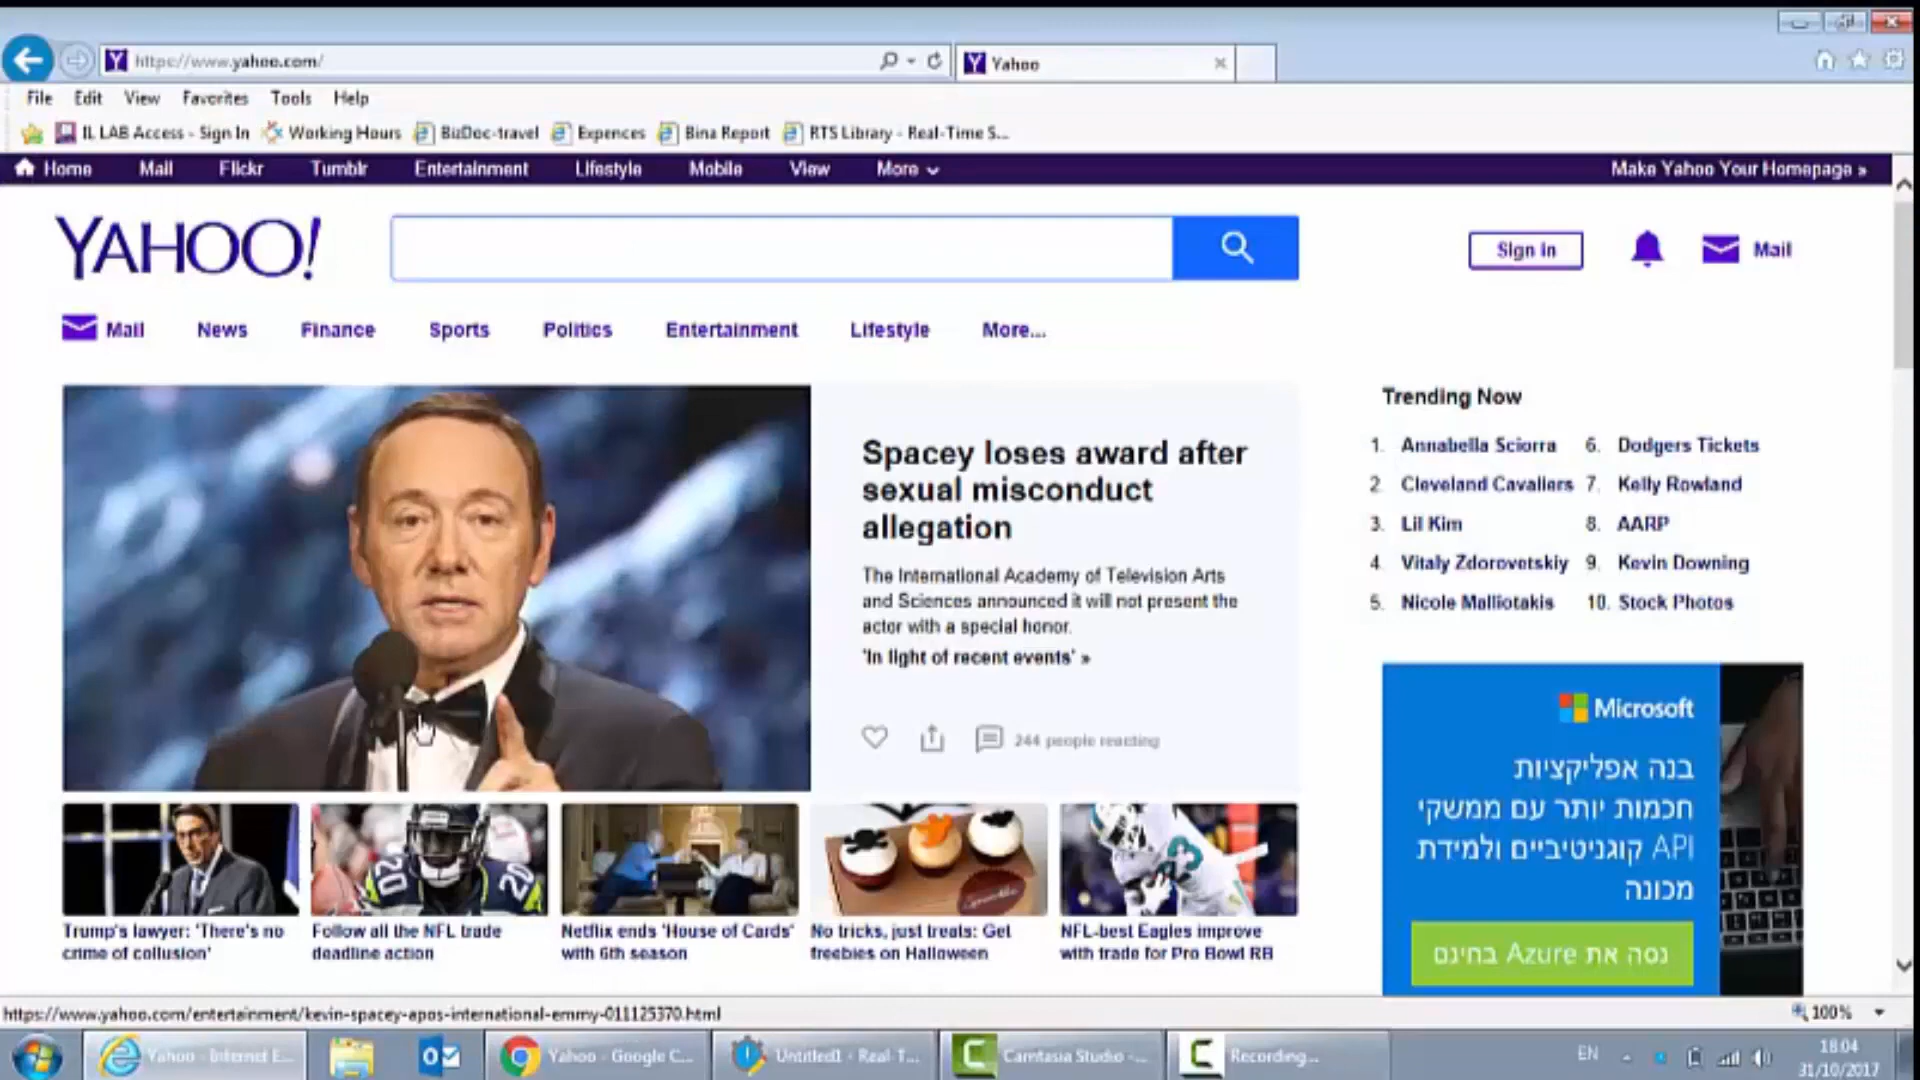 https://www.yahoo.com/
Yahoo
File Edit View Favorites Tools Help
IL LAB Access - Sign In Working Hours BizDoc-travel Expences Bina Report RTS Library - Real-Time S...
Home Mail Flickr Tumblr Entertainment Lifestyle Mobile View More Make Yahoo Your Homepage »
YAHOO!
Sign in
Mail
Mail News Finance Sports Politics Entertainment Lifestyle More...
Spacey loses award after
sexual misconduct
allegation
The International Academy of Television Arts
and Sciences announced it will not present the
actor with a special honor.
'In light of recent events' »
244 people reacting
Trending Now
1. Annabella Sciorra
2. Cleveland Cavaliers
3. Lil Kim
4. Vitaly Zdorovetskiy
5. Nicole Malliotakis
6. Dodgers Tickets
7. Kelly Rowland
8. AARP
9. Kevin Downing
10. Stock Photos
Microsoft
בנה אפליקציות
חכמות יותר עם ממשקי
API קוגניטיביים ולמידת
מכונה
נסה את Azure בחינם
Trump's lawyer: 'There's no
crime of collusion'
Follow all the NFL trade
deadline action
Netflix ends 'House of Cards'
with 6th season
No tricks, just treats: Get
freebies on Halloween
NFL-best Eagles improve
with trade for Pro Bowl RB
https://www.yahoo.com/entertainment/kevin-spacey-apos-international-emmy-011125370.html
100%
Yahoo - Internet E... Yahoo - Google C... Untitled1 - Real-T... Camtasia Studio -... Recording...
EN
18:04
31/10/2017